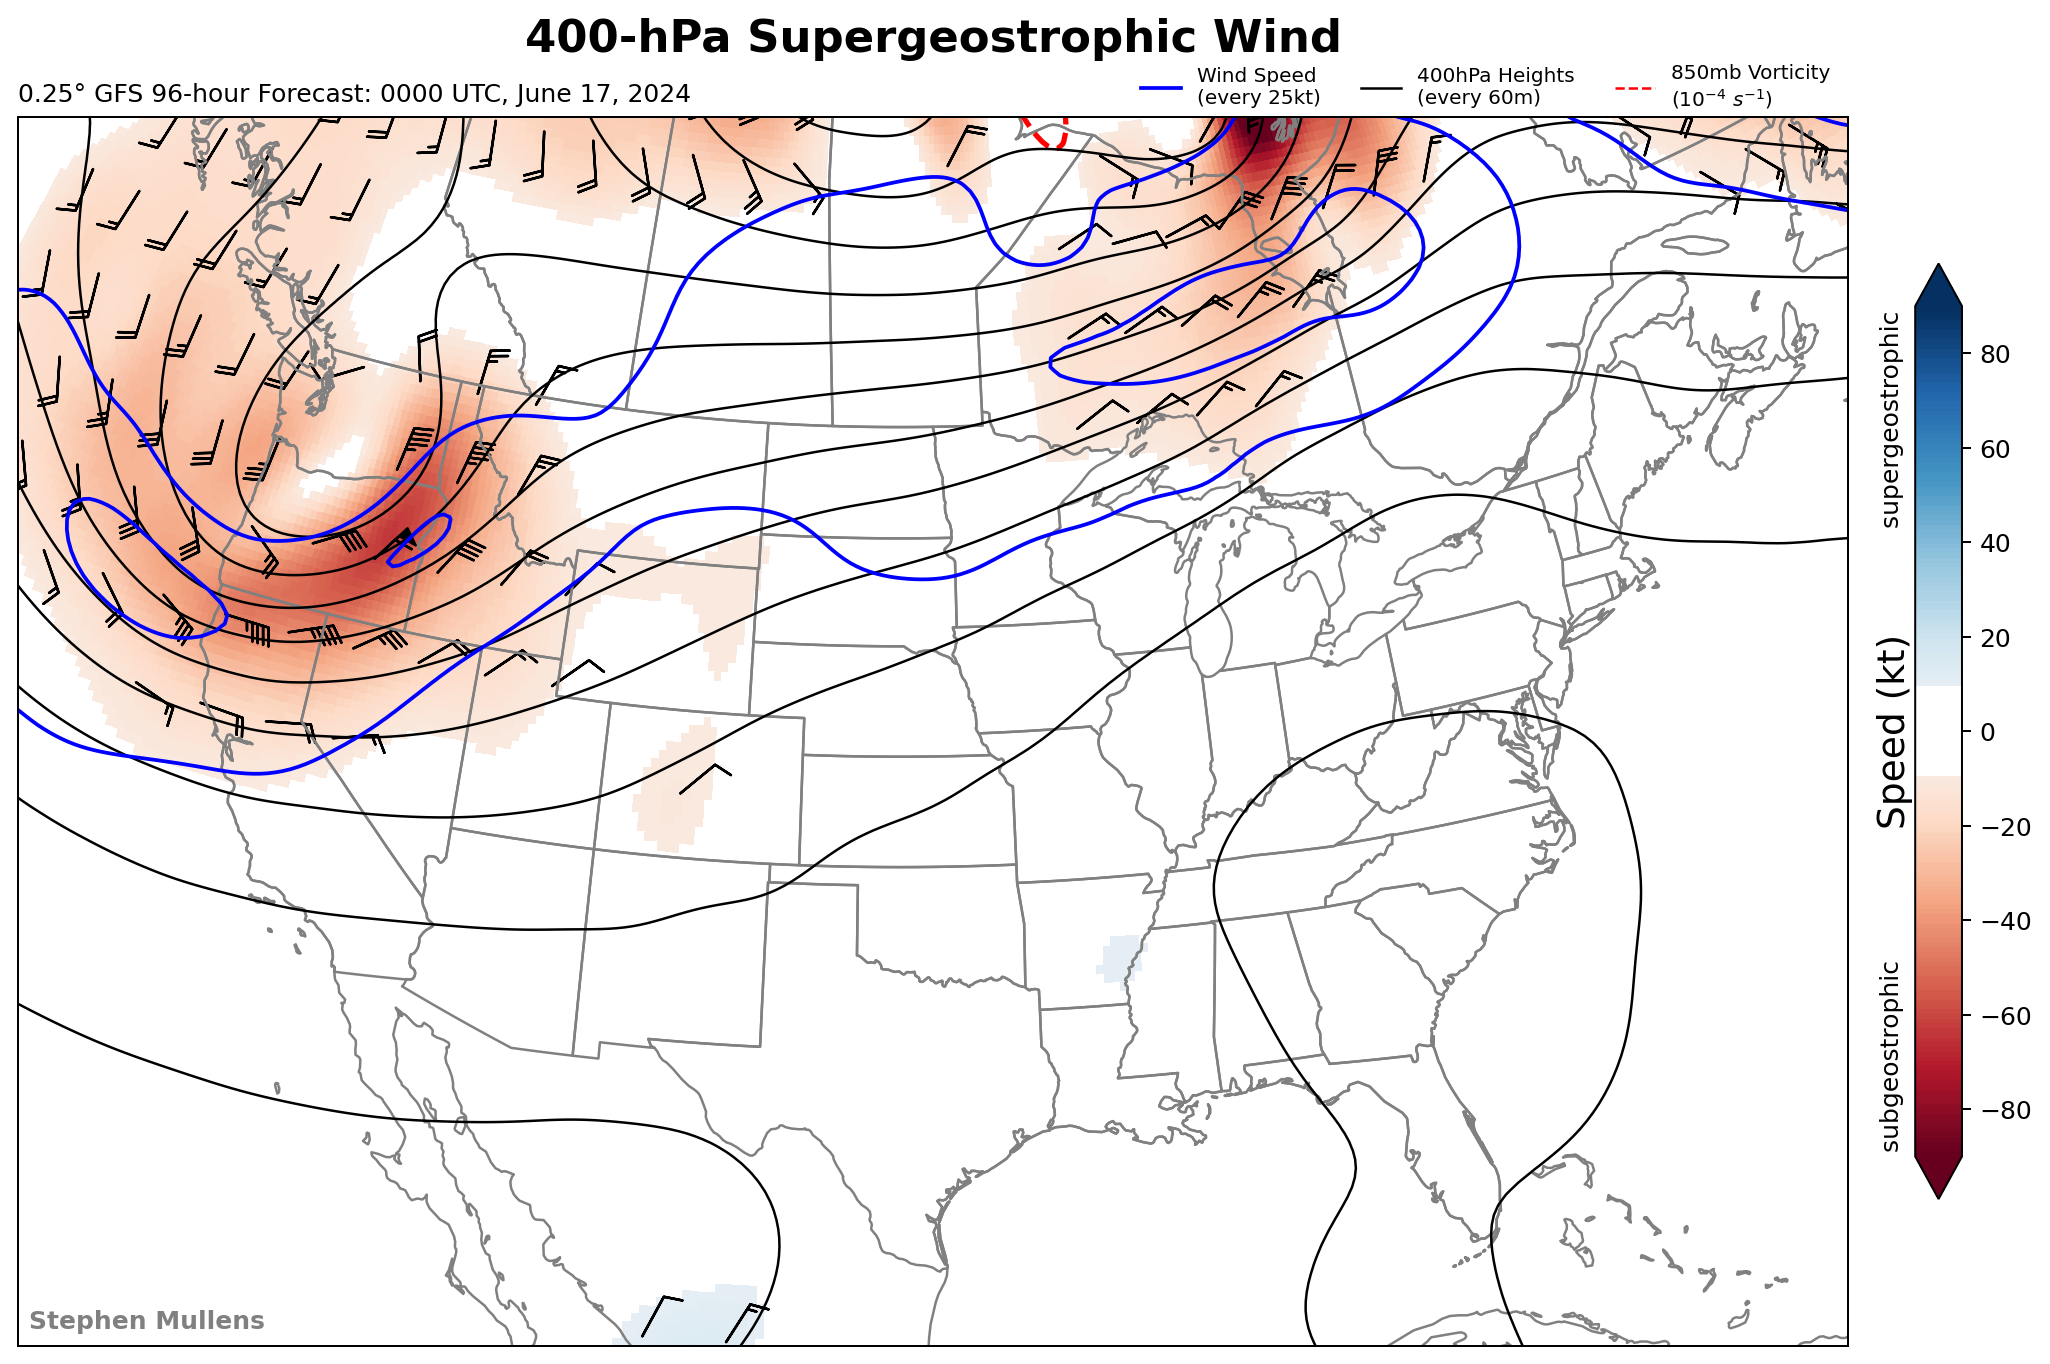 400-hPa Supergeostrophic Wind
0.25° GFS 96-hour Forecast: 0000 UTC, June 17, 2024
Wind Speed
(every 25kt)
400hPa Heights
(every 60m)
850mb Vorticity
(10⁻⁴ s⁻¹)
supergeostrophic
Speed (kt)
subgeostrophic
80
60
40
20
0
−20
−40
−60
−80
Stephen Mullens